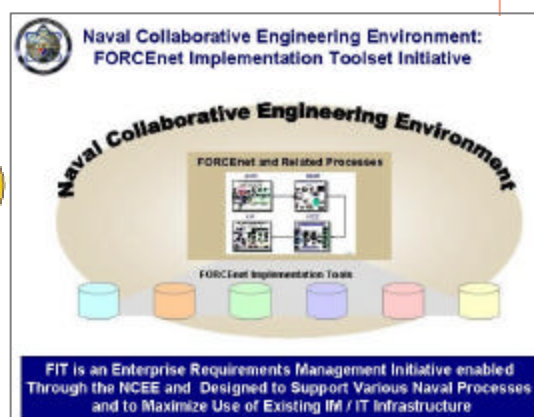 Naval Collaborative Engineering Environment:
FORCEnet Implementation Toolset Initiative
Naval Collaborative Engineering Environment
FORCEnet and Related Processes
FORCEnet Implementation Tools
FIT is an Enterprise Requirements Management Initiative enabled
Through the NCEE and Designed to Support Various Naval Processes
and to Maximize Use of Existing IM / IT Infrastructure